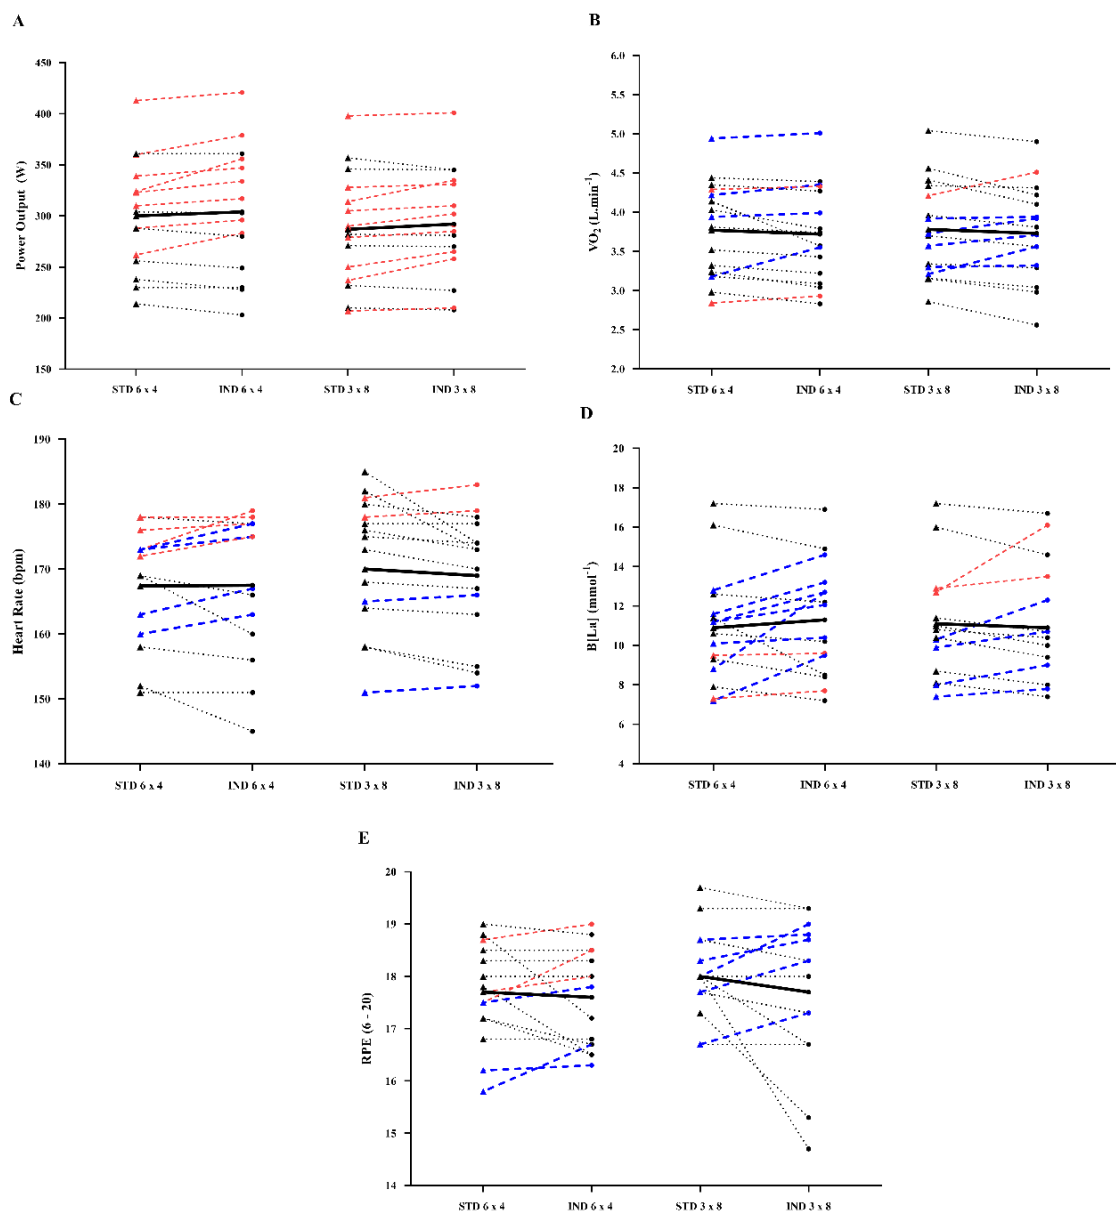 A
Power Output (W)
450
400
350
300
250
200
150
STD 6 x 4
IND 6 x 4
STD 3 x 8
IND 3 x 8
B
VO₂ (L.min⁻¹)
6.0
5.5
5.0
4.5
4.0
3.5
3.0
2.5
2.0
STD 6 x 4
IND 6 x 4
STD 3 x 8
IND 3 x 8
C
Heart Rate (bpm)
190
180
170
160
150
140
STD 6 x 4
IND 6 x 4
STD 3 x 8
IND 3 x 8
D
B[La] (mmol⁻¹)
20
18
16
14
12
10
8
6
4
STD 6 x 4
IND 6 x 4
STD 3 x 8
IND 3 x 8
E
RPE (6 - 20)
20
19
18
17
16
15
14
STD 6 x 4
IND 6 x 4
STD 3 x 8
IND 3 x 8